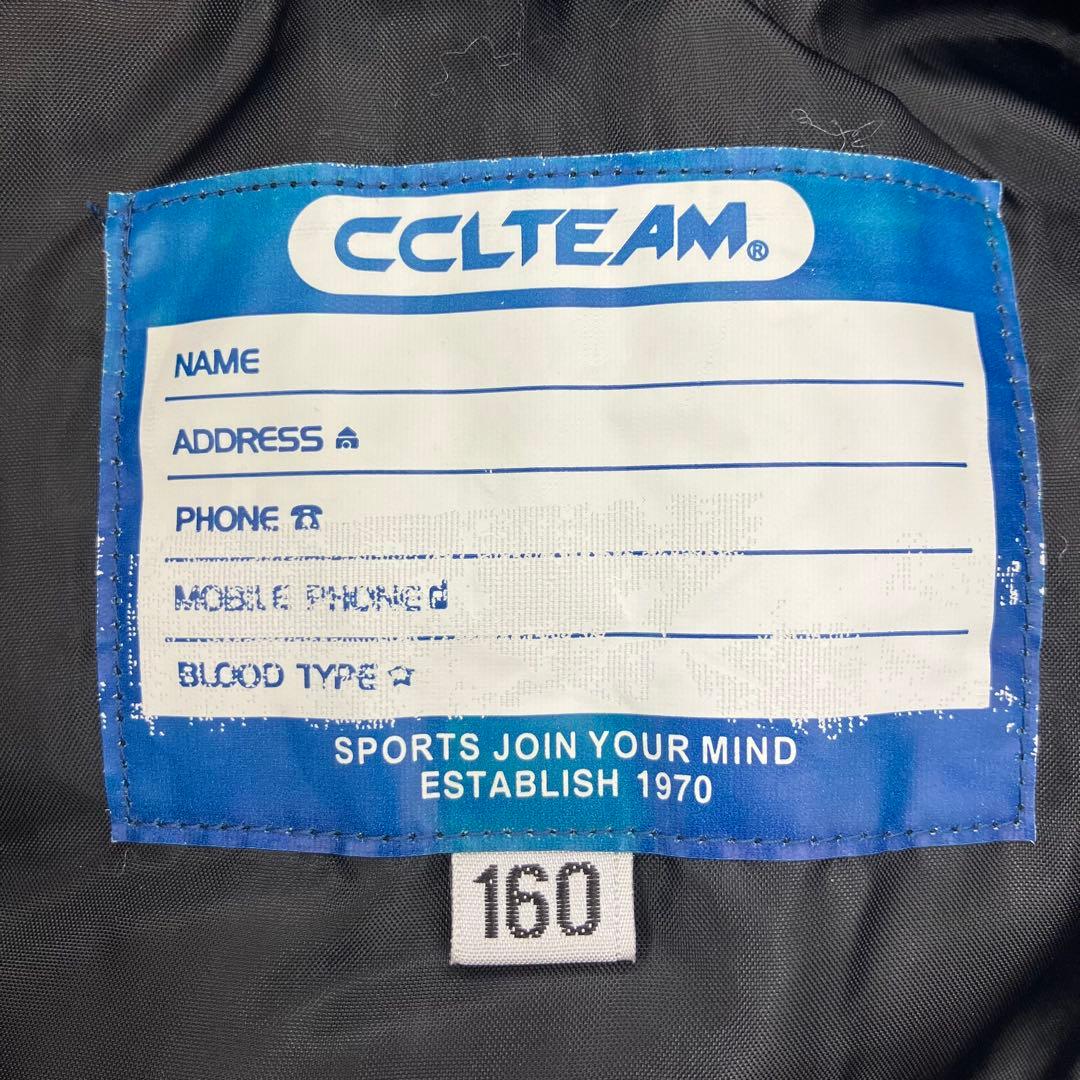 CCLTEAM®
NAME
ADDRESS
PHONE
MOBILE PHONE
BLOOD TYPE
SPORTS JOIN YOUR MIND
ESTABLISH 1970
160